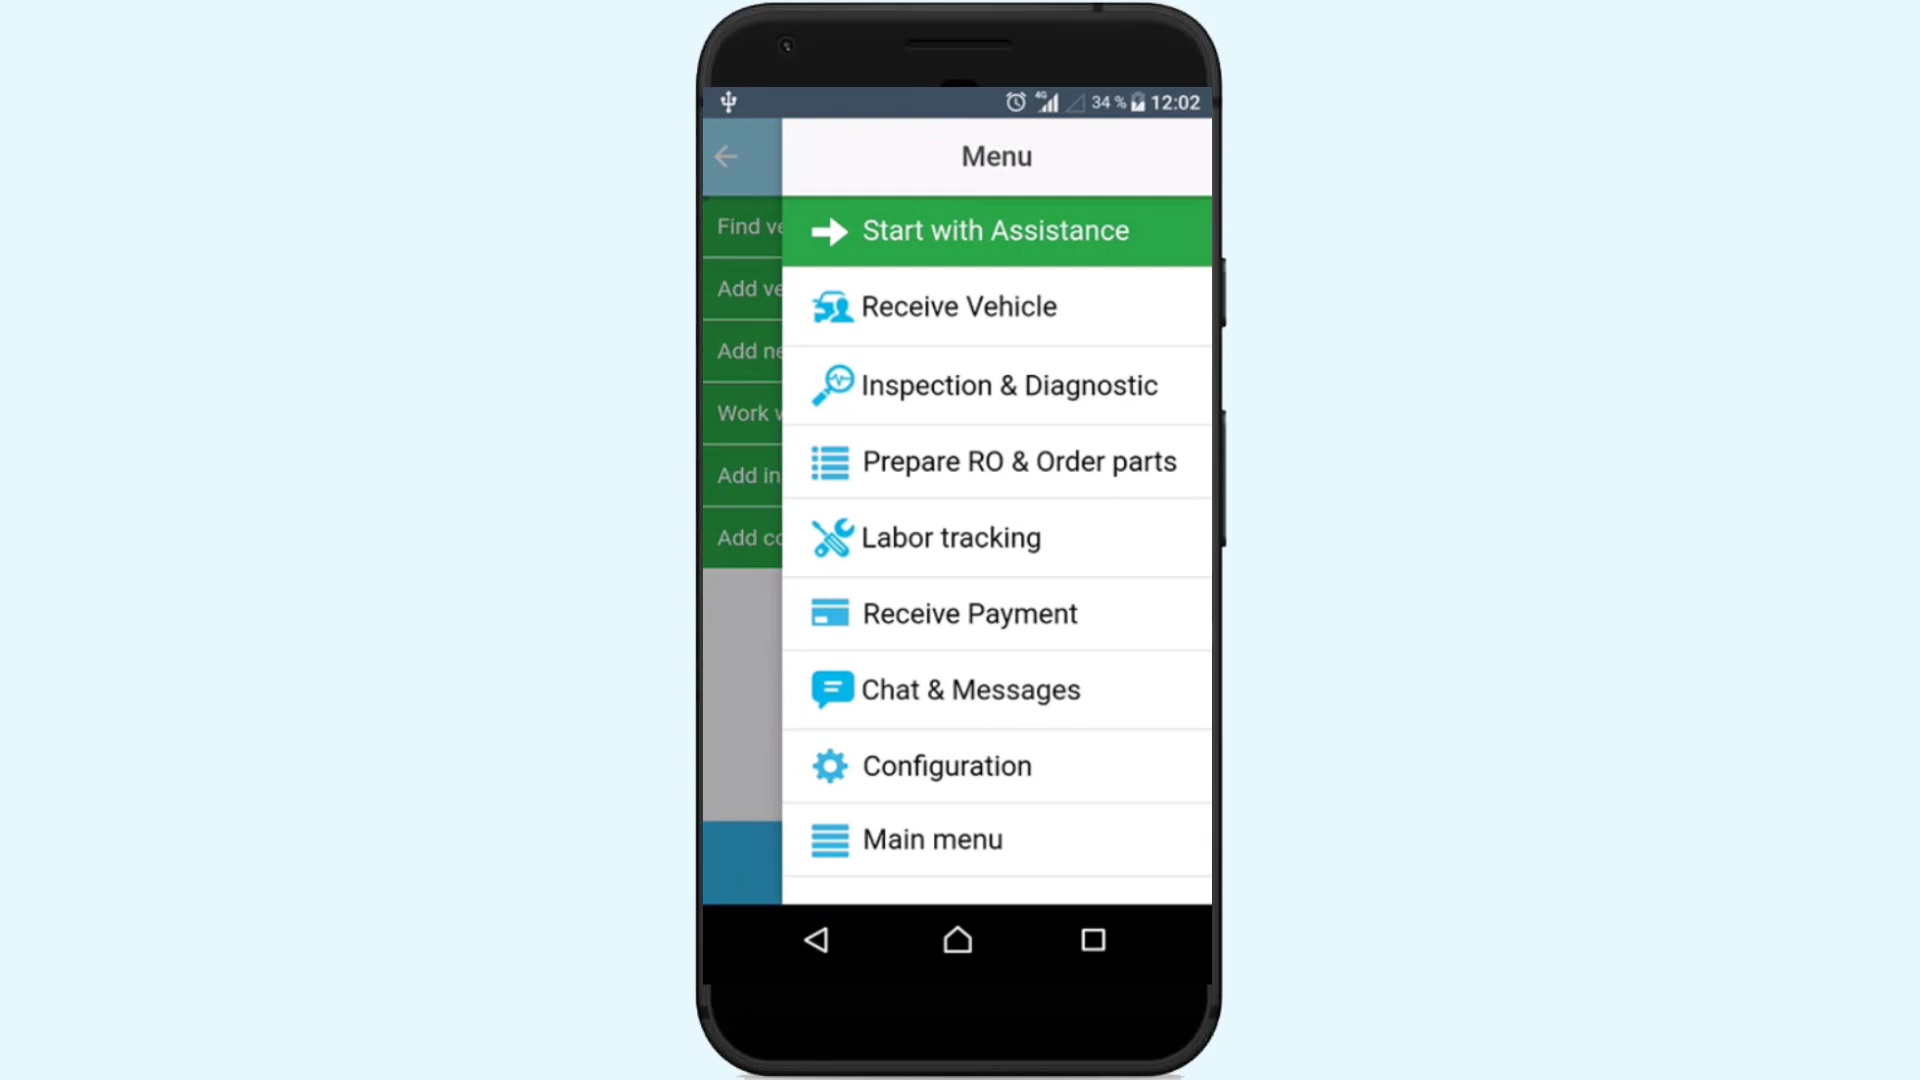 4G 34 % 12:02
Menu
Start with Assistance
Receive Vehicle
Inspection & Diagnostic
Prepare RO & Order parts
Labor tracking
Receive Payment
Chat & Messages
Configuration
Main menu
Find ve
Add ve
Add ne
Work
Add in
Add co